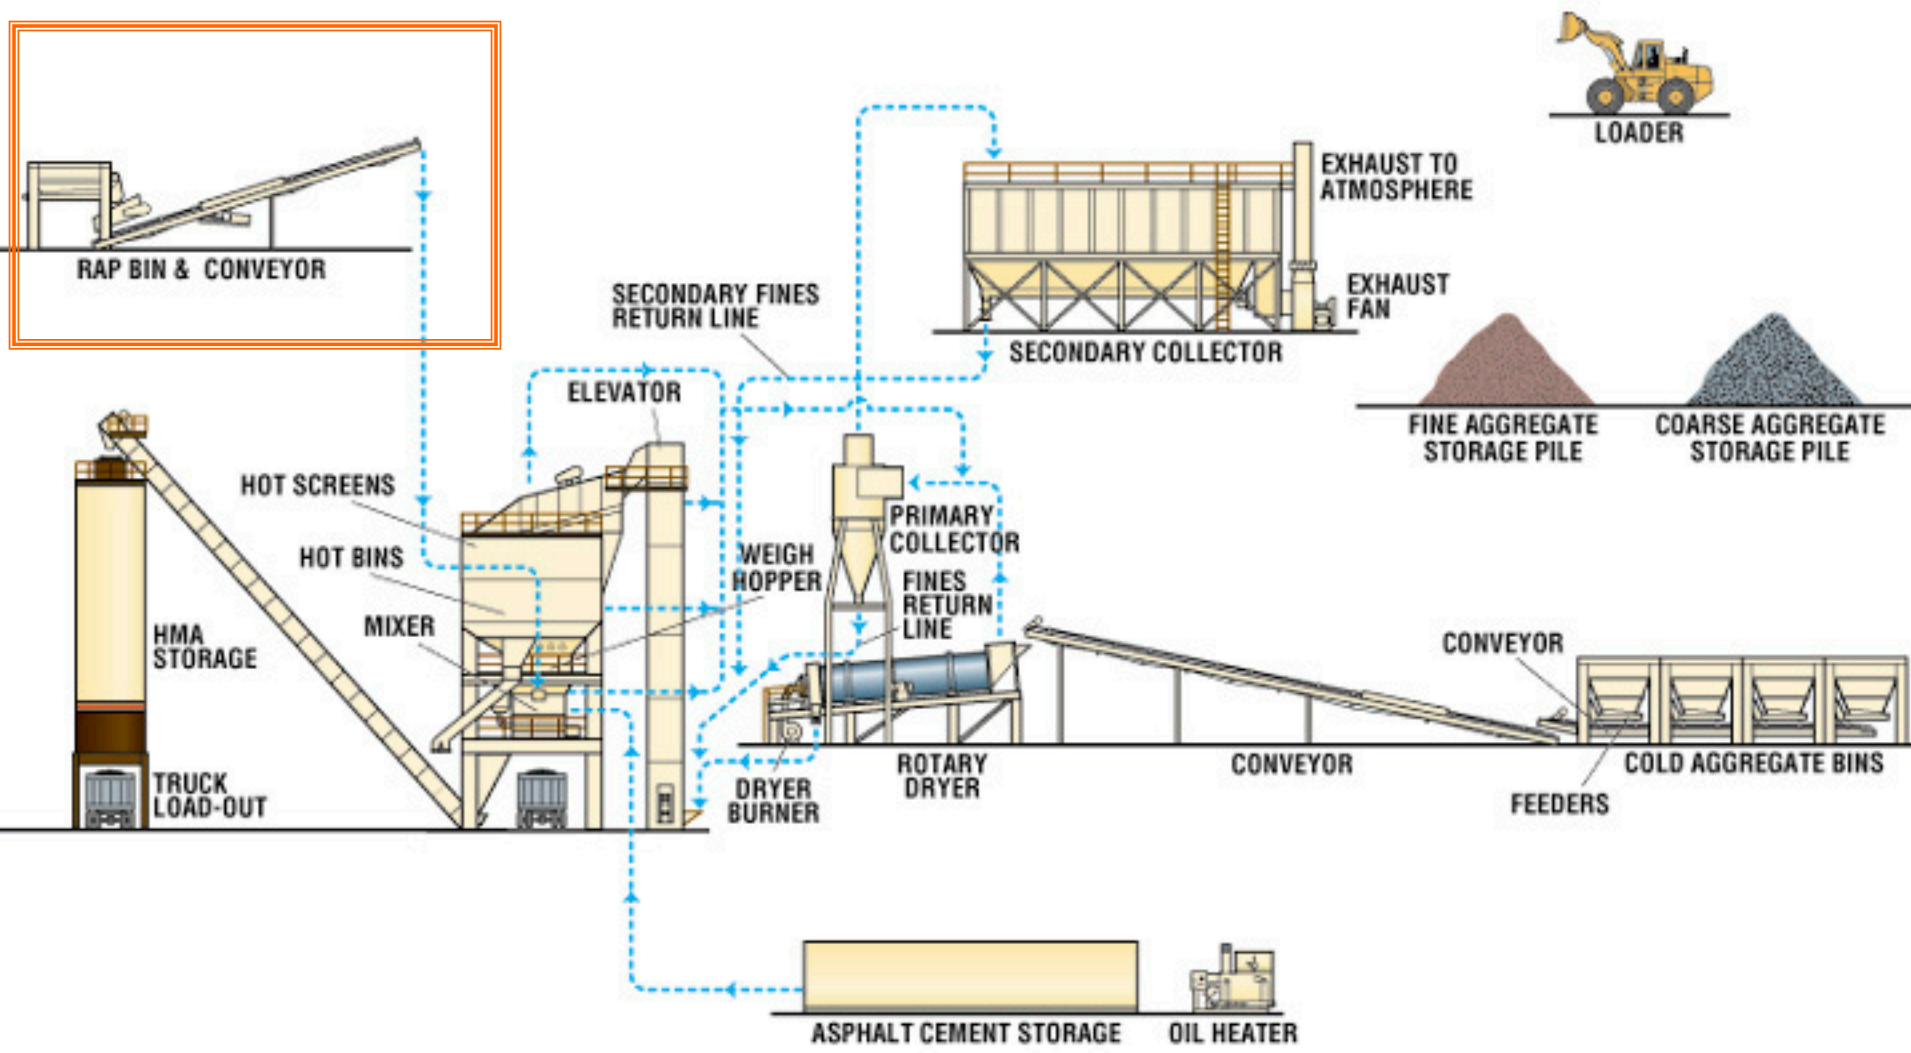 LOADER
EXHAUST TO
ATMOSPHERE
RAP BIN & CONVEYOR
SECONDARY FINES
RETURN LINE
EXHAUST
FAN
SECONDARY COLLECTOR
ELEVATOR
FINE AGGREGATE
STORAGE PILE
COARSE AGGREGATE
STORAGE PILE
HOT SCREENS
PRIMARY
COLLECTOR
HOT BINS
WEIGH
HOPPER
FINES
RETURN
LINE
MIXER
HMA
STORAGE
CONVEYOR
TRUCK
LOAD-OUT
DRYER
BURNER
ROTARY
DRYER
CONVEYOR
COLD AGGREGATE BINS
FEEDERS
ASPHALT CEMENT STORAGE
OIL HEATER